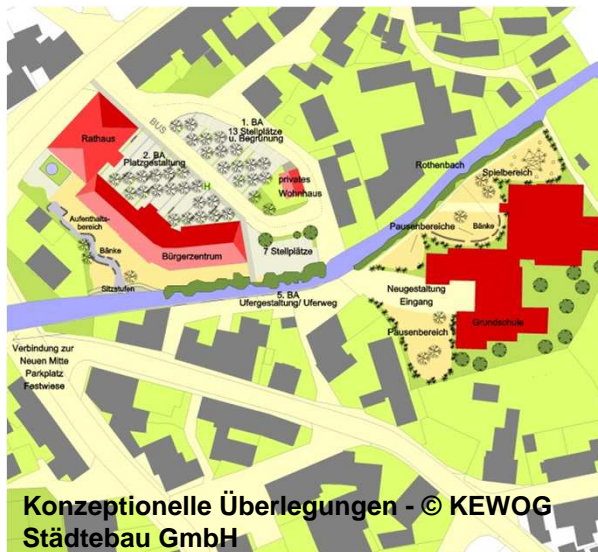 BUS
1. BA
13 Stellplätze
u. Begrünung
Rathaus
2. BA
Platzgestaltung
H
privates
Wohnhaus
Rothenbach
Spielbereich
Aufenthalts-
bereich
Bänke
Pausenbereiche
Bänke
Bürgerzentrum
7 Stellplätze
Sitzstufen
5. BA
Ufergestaltung/ Uferweg
Neugestaltung
Eingang
Grundschule
Pausenbereich
Verbindung zur
Neuen Mitte
Parkplatz
Festwiese
Konzeptionelle Überlegungen - © KEWOG
Städtebau GmbH